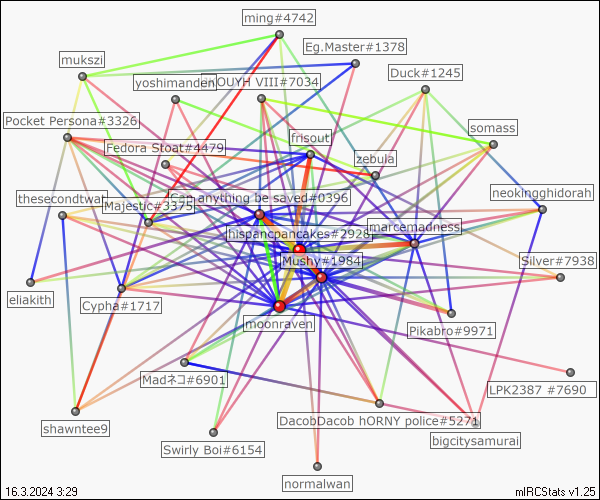 ming#4742
Eg.Master#1378
mukszi
Duck#1245
yoshimanden
OUYH VIII#7034
Pocket Persona#3326
somass
frisout
Fedora Stoat#4479
zebula
thesecondtwat
Can anything be saved#0396
neokingghidorah
Majestic#3375
marcemadness
hispancpancakes#2928
Mushy#1984
Silver#7938
eliakith
Cypha#1717
moonraven
Pikabro#9971
Madネコ#6901
LPK2387 #7690
shawntee9
DacobDacob hORNY police#5271
bigcitysamurai
Swirly Boi#6154
normalwan
16.3.2024 3:29
mIRCStats v1.25